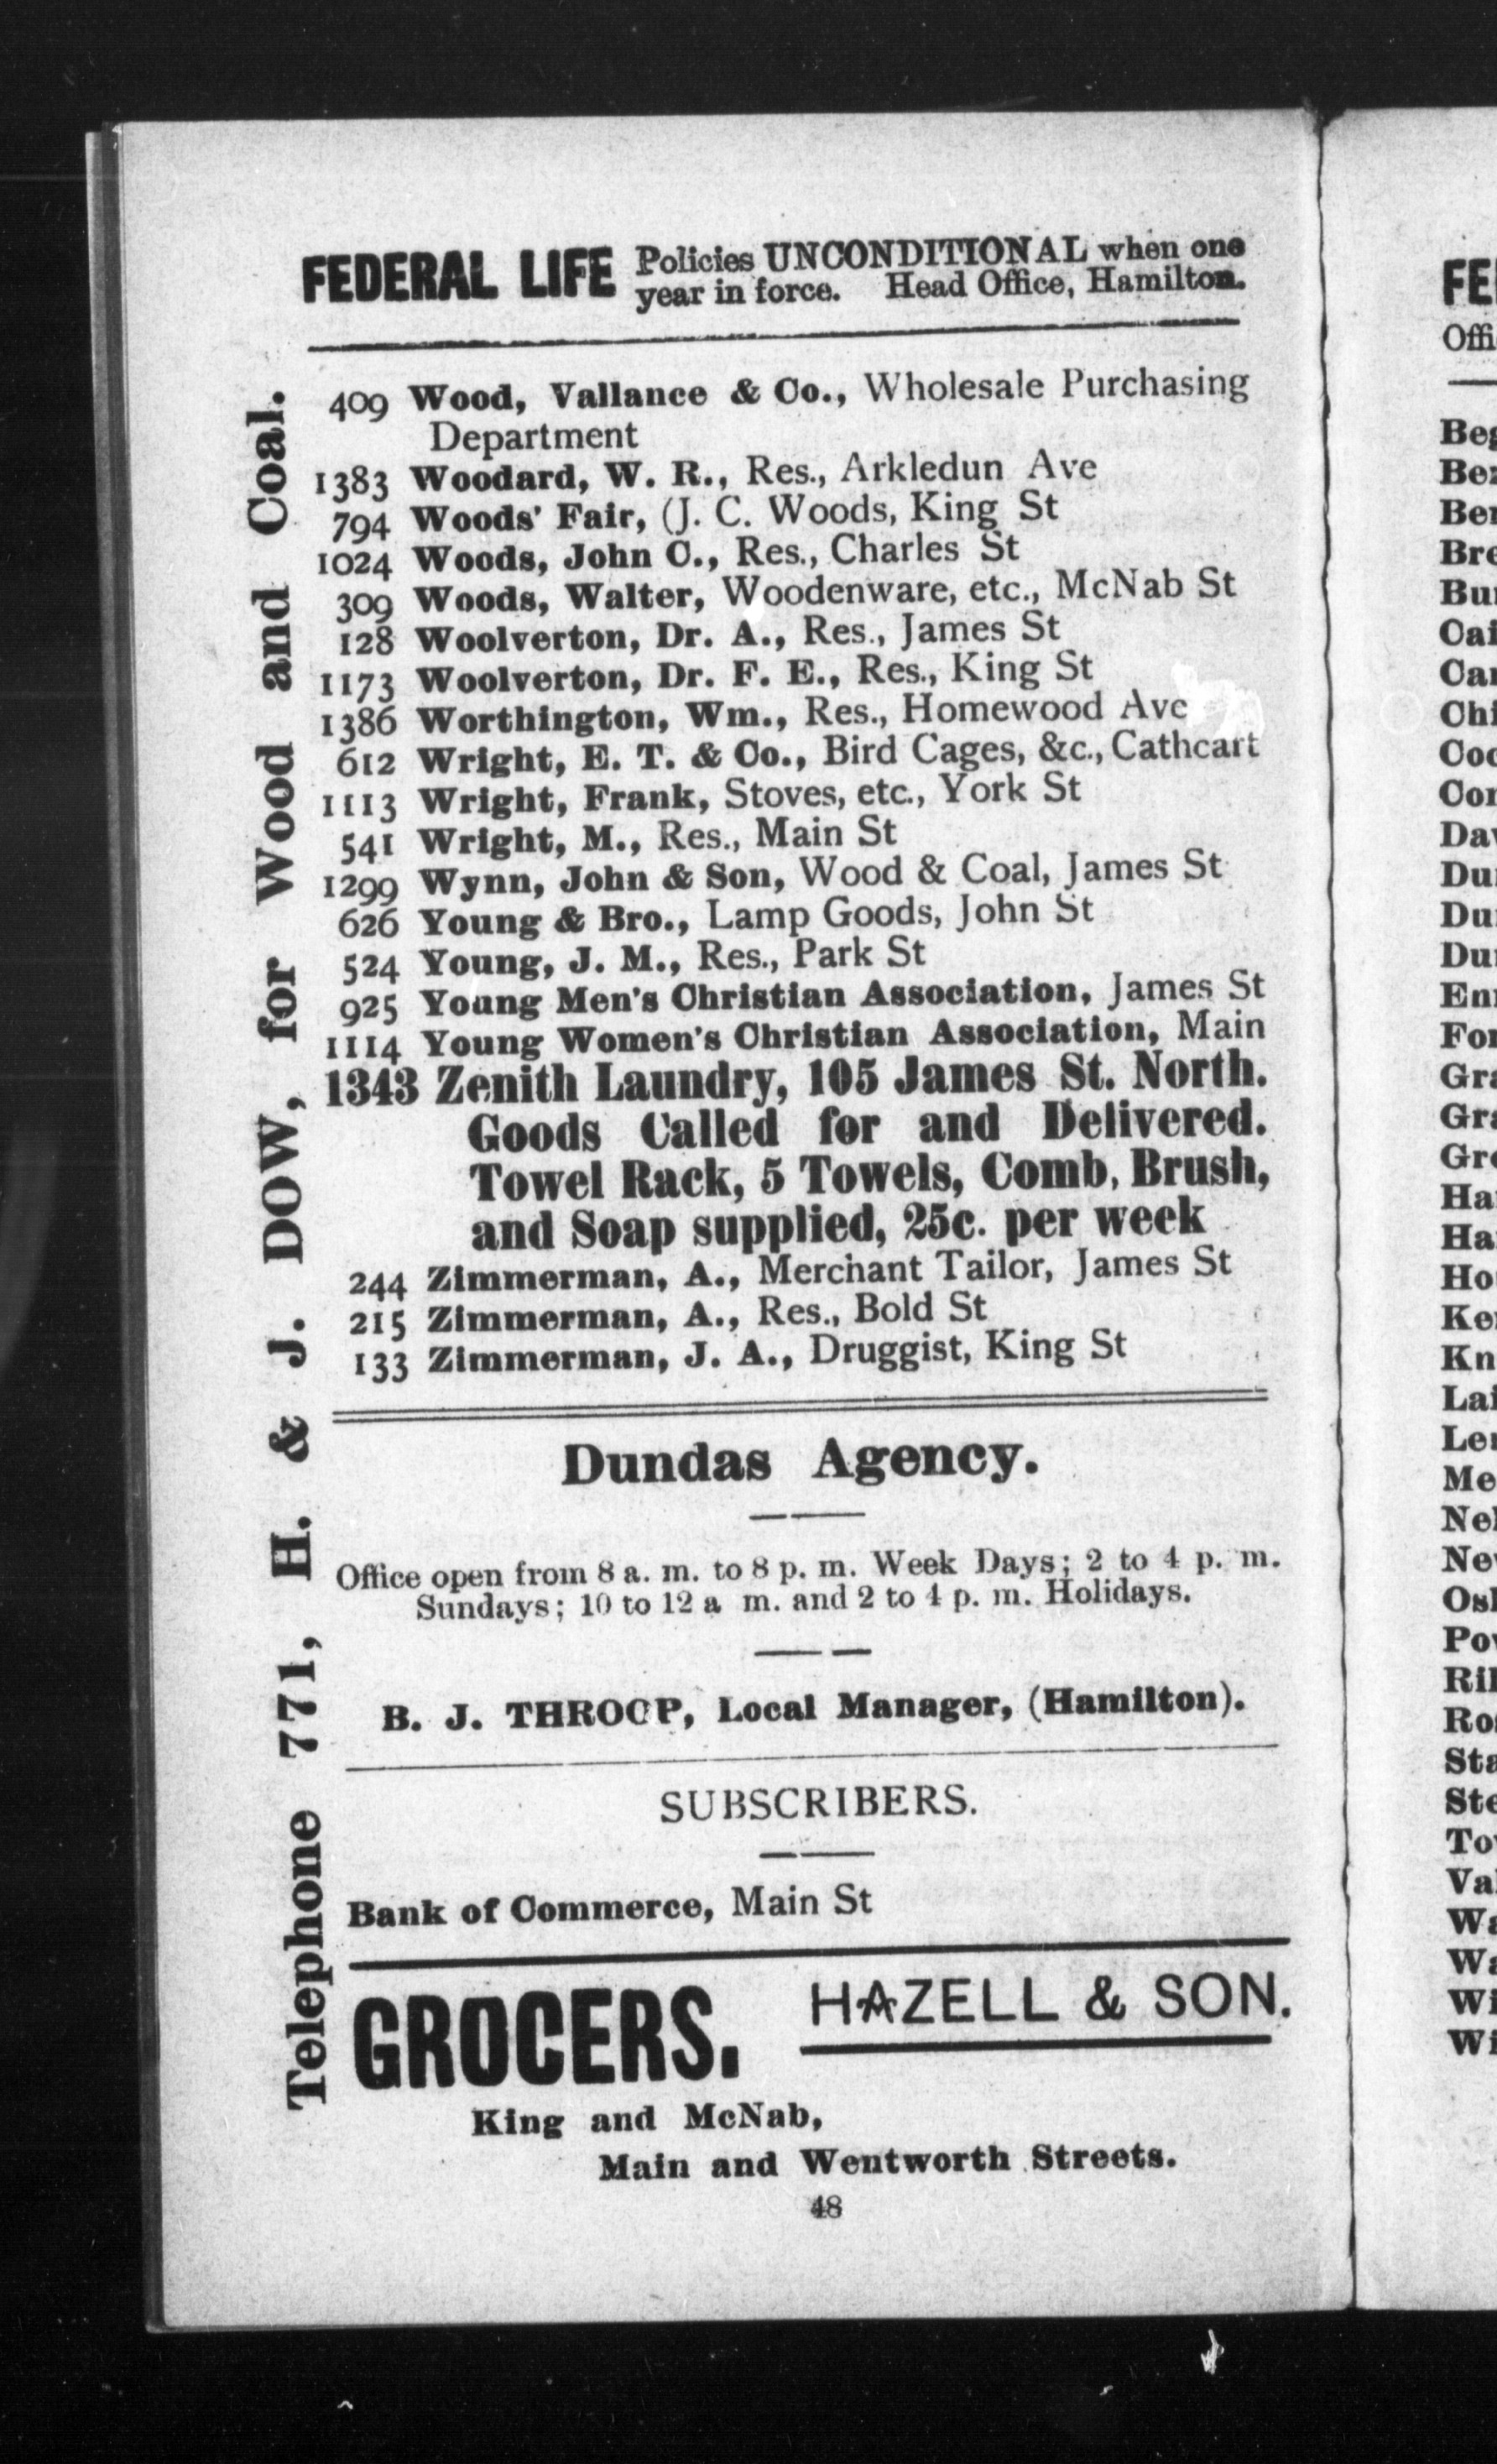 FEDERAL LIFE Policies UNCONDITIONAL when one
year in force. Head Office, Hamilton.
409 Wood, Vallance & Co., Wholesale Purchasing
Department
1383 Woodard, W. R., Res., Arkledun Ave
794 Woods' Fair, (J. C. Woods, King St
1024 Woods, John C., Res., Charles St
309 Woods, Walter, Woodenware, etc., McNab St
128 Woolverton, Dr. A., Res., James St
1173 Woolverton, Dr. F. E., Res., King St
1386 Worthington, Wm., Res., Homewood Ave
612 Wright, E. T. & Co., Bird Cages, &c., Cathcart
1113 Wright, Frank, Stoves, etc., York St
541 Wright, M., Res., Main St
1299 Wynn, John & Son, Wood & Coal, James St
626 Young & Bro., Lamp Goods, John St
524 Young, J. M., Res., Park St
925 Young Men's Christian Association, James St
1114 Young Women's Christian Association, Main
1343 Zenith Laundry, 105 James St. North.
Goods Called for and Delivered.
Towel Rack, 5 Towels, Comb, Brush,
and Soap supplied, 25c. per week
244 Zimmerman, A., Merchant Tailor, James St
215 Zimmerman, A., Res., Bold St
133 Zimmerman, J. A., Druggist, King St
Dundas Agency.
Office open from 8 a. m. to 8 p. m. Week Days; 2 to 4 p. m.
Sundays; 10 to 12 a m. and 2 to 4 p. m. Holidays.
B. J. THROOP, Local Manager, (Hamilton).
SUBSCRIBERS.
Bank of Commerce, Main St
GROCERS. HAZELL & SON.
King and McNab,
Main and Wentworth Streets.
48
Telephone 771, H. & J. DOW, for Wood and Coal.